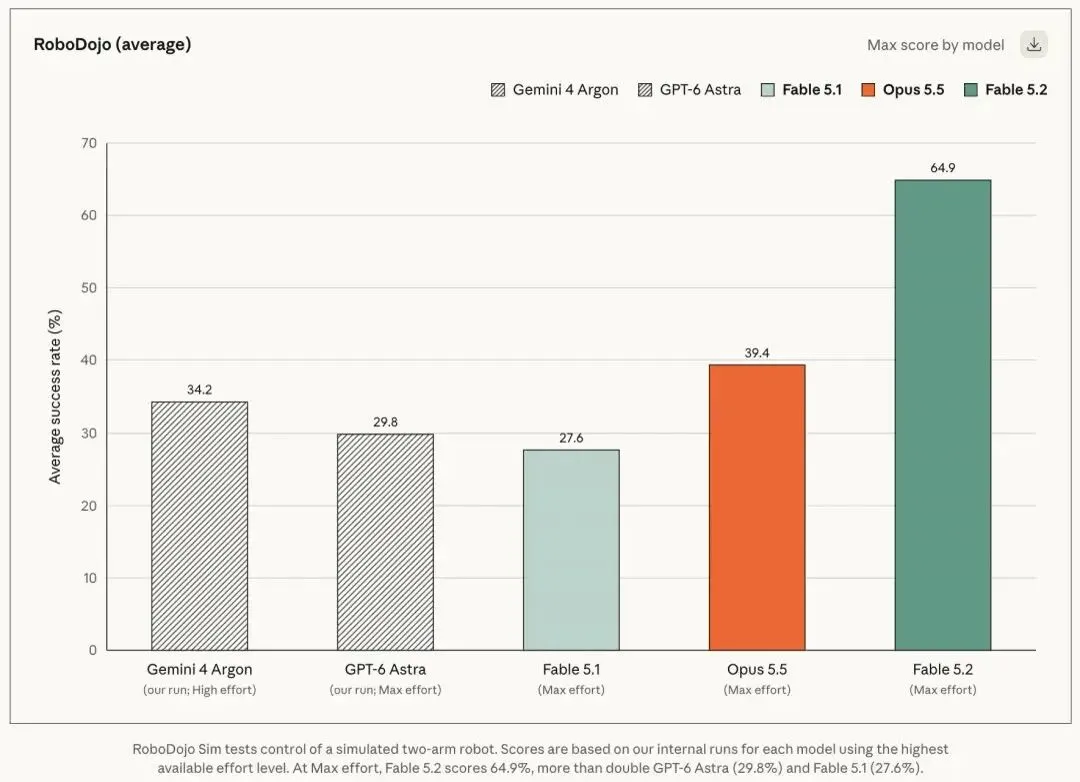 RoboDojo (average)
Max score by model
Gemini 4 Argon GPT-6 Astra Fable 5.1 Opus 5.5 Fable 5.2
Average success rate (%)
70
60
50
40
30
20
10
0
34.2
29.8
27.6
39.4
64.9
Gemini 4 Argon
(our run; High effort)
GPT-6 Astra
(our run; Max effort)
Fable 5.1
(Max effort)
Opus 5.5
(Max effort)
Fable 5.2
(Max effort)
RoboDojo Sim tests control of a simulated two-arm robot. Scores are based on our internal runs for each model using the highest
available effort level. At Max effort, Fable 5.2 scores 64.9%, more than double GPT-6 Astra (29.8%) and Fable 5.1 (27.6%).